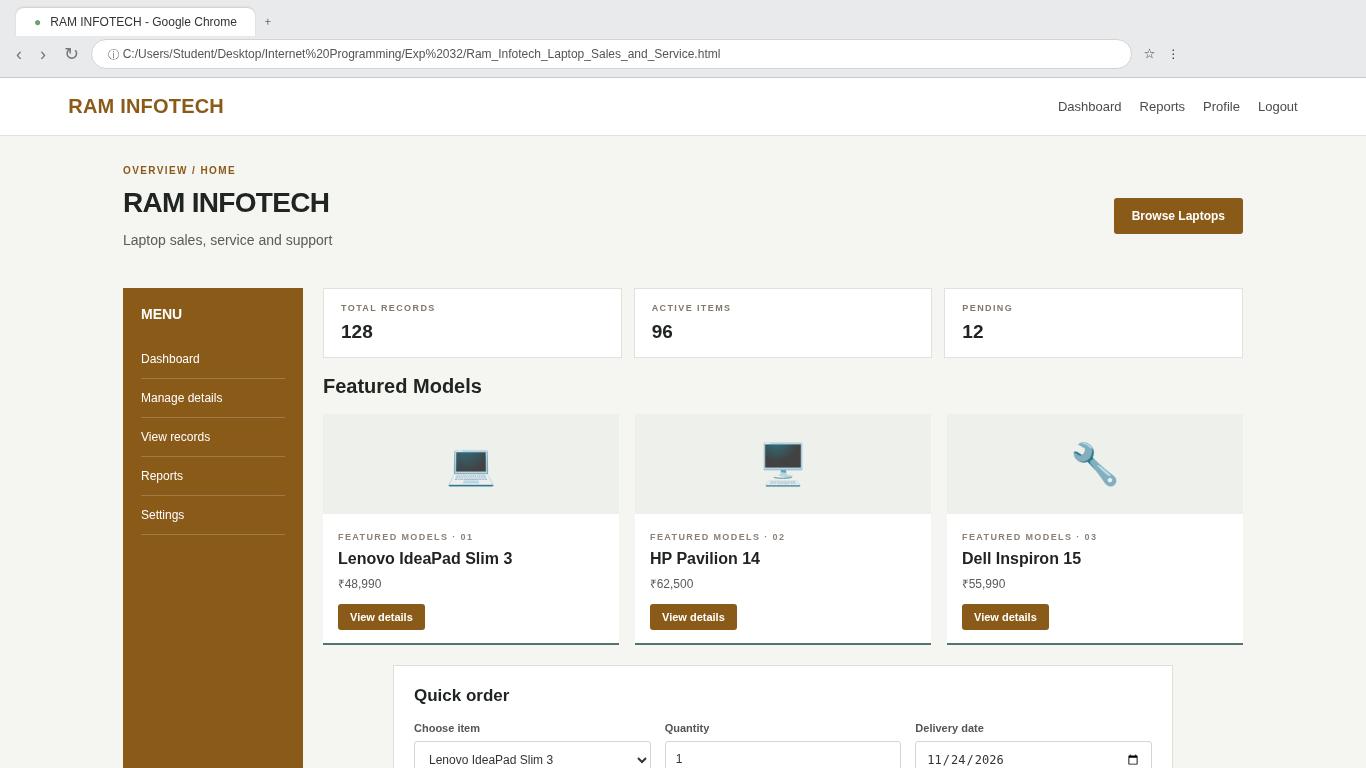 RAM INFOTECH - Google Chrome
+
C:/Users/Student/Desktop/Internet%20Programming/Exp%2032/Ram_Infotech_Laptop_Sales_and_Service.html
RAM INFOTECH
Dashboard Reports Profile Logout
OVERVIEW / HOME
RAM INFOTECH
Laptop sales, service and support
Browse Laptops
MENU
Dashboard
Manage details
View records
Reports
Settings
TOTAL RECORDS
128
ACTIVE ITEMS
96
PENDING
12
Featured Models
FEATURED MODELS · 01
Lenovo IdeaPad Slim 3
₹48,990
View details
FEATURED MODELS · 02
HP Pavilion 14
₹62,500
View details
FEATURED MODELS · 03
Dell Inspiron 15
₹55,990
View details
Quick order
Choose item
Lenovo IdeaPad Slim 3
Quantity
1
Delivery date
11/24/2026